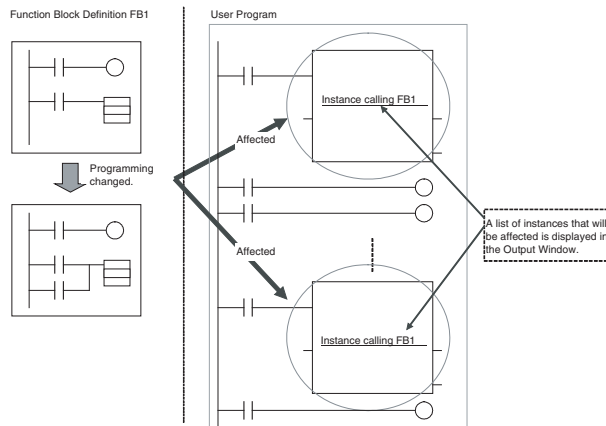 Function Block Definition FB1
User Program
Instance calling FB1
Affected
Programming
changed.
A list of instances that will
be affected is displayed in
the Output Window.
Affected
Instance calling FB1